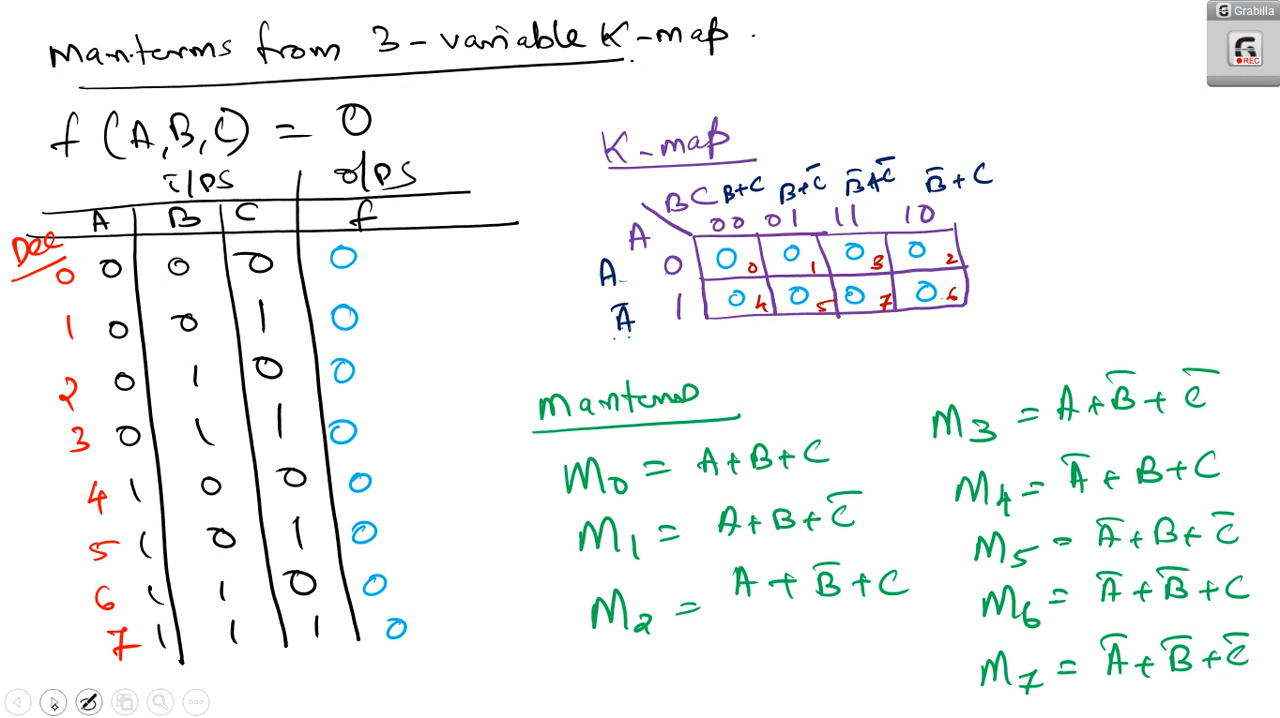 Maxterms from 3-variable K-map.
f (A,B,C) = 0
I/PS O/PS
A B C f
Dec
0 0 0 0 0
1 0 0 1 0
2 0 1 0 0
3 0 1 1 0
4 1 0 0 0
5 1 0 1 0
6 1 1 0 0
7 1 1 1 0
K-map
BC B+C B+C̅ B̅+C̅ B̅+C
A 00 01 11 10
A 0 0 0 0 1 0 3 0 2
A̅ 1 0 4 0 5 0 7 0 6
Maxterms
M0 = A+B+C
M1 = A+B+C̅
M2 = A+B̅+C
M3 = A+B̅+C̅
M4 = A̅+B+C
M5 = A̅+B+C̅
M6 = A̅+B̅+C
M7 = A̅+B̅+C̅
Grabilla
REC